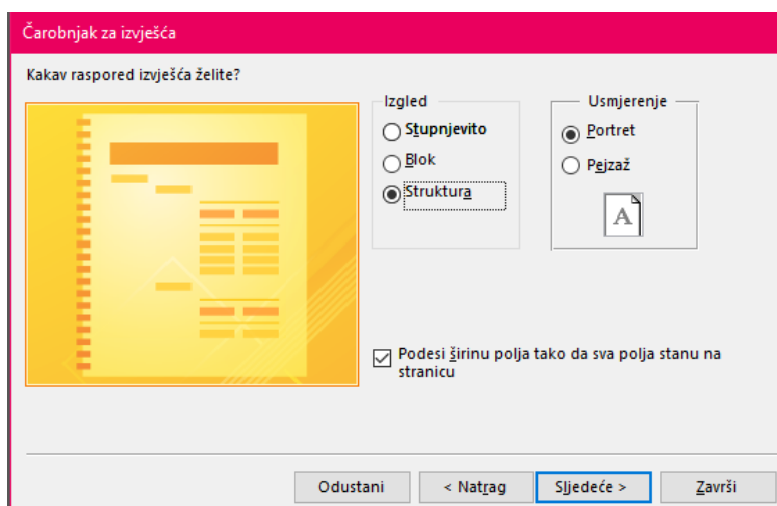 Čarobnjak za izvješća
Kakav raspored izvješća želite?
Izgled
Stupnjevito
Blok
Struktura
Usmjerenje
Portret
Pejzaž
A
Podesi širinu polja tako da sva polja stanu na
stranicu
Odustani
< Natrag
Sljedeće >
Završi